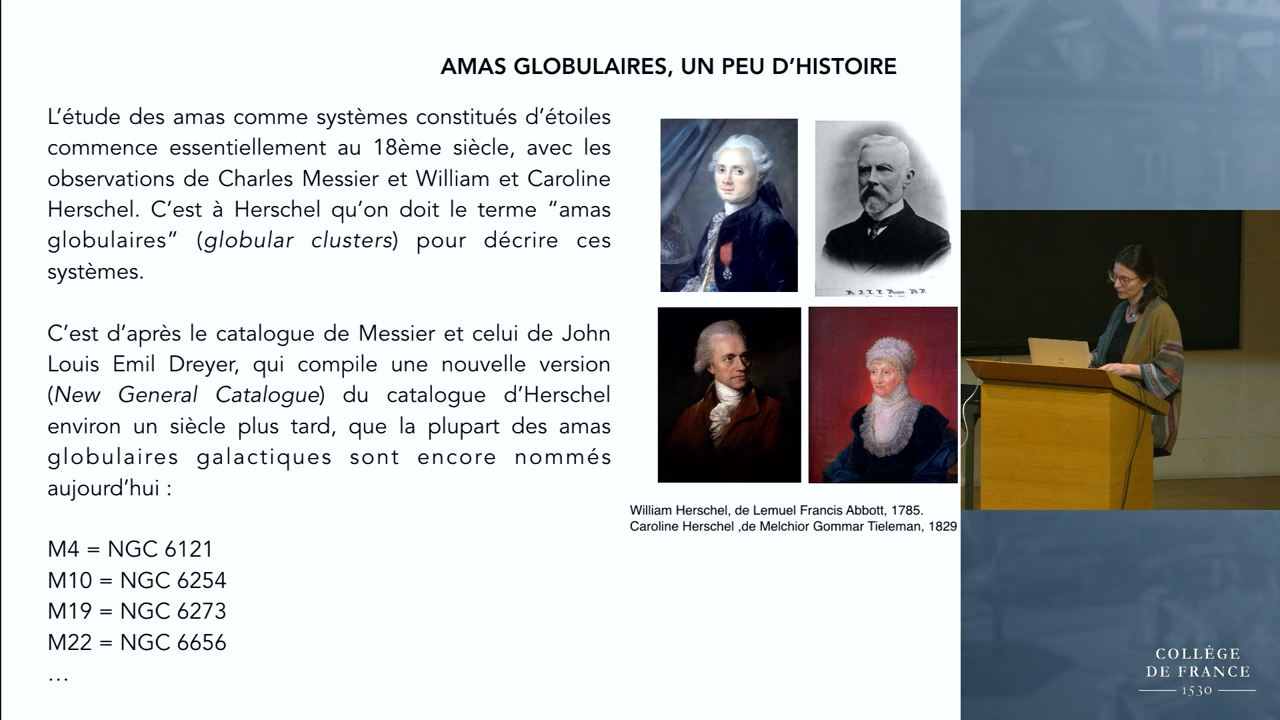 AMAS GLOBULAIRES, UN PEU D’HISTOIRE
L’étude des amas comme systèmes constitués d’étoiles
commence essentiellement au 18ème siècle, avec les
observations de Charles Messier et William et Caroline
Herschel. C’est à Herschel qu’on doit le terme “amas
globulaires” (globular clusters) pour décrire ces
systèmes.
C’est d’après le catalogue de Messier et celui de John
Louis Emil Dreyer, qui compile une nouvelle version
(New General Catalogue) du catalogue d’Herschel
environ un siècle plus tard, que la plupart des amas
globulaires galactiques sont encore nommés
aujourd’hui :
M4 = NGC 6121
M10 = NGC 6254
M19 = NGC 6273
M22 = NGC 6656
…
William Herschel, de Lemuel Francis Abbott, 1785.
Caroline Herschel ,de Melchior Gommar Tieleman, 1829
COLLÈGE
DE FRANCE
1530